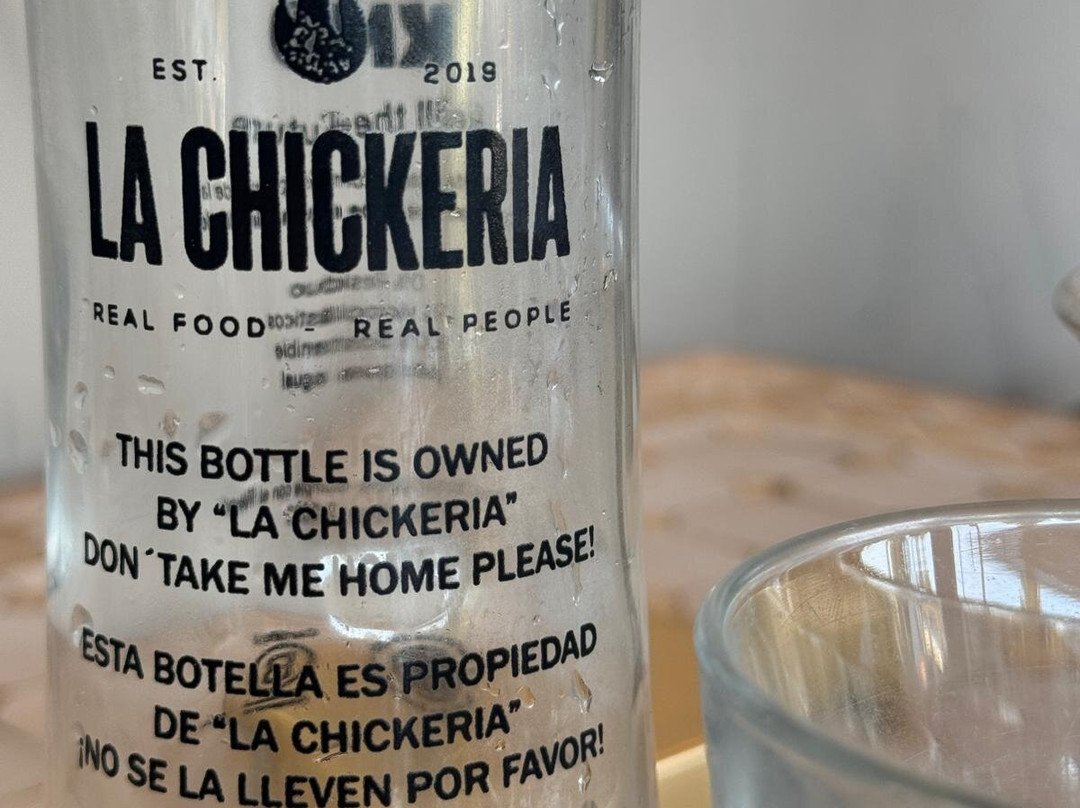 EST. 2019
LA CHICKERIA
REAL FOOD - REAL PEOPLE
THIS BOTTLE IS OWNED
BY “LA CHICKERIA”
DON´TAKE ME HOME PLEASE!
ESTA BOTELLA ES PROPIEDAD
DE “LA CHICKERIA”
¡NO SE LA LLEVEN POR FAVOR!